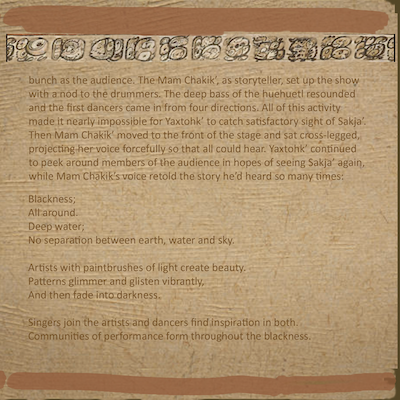 bunch as the audience. The Mam Chakik', as storyteller, set up the show
with a nod to the drummers. The deep bass of the huehuetl resounded
and the first dancers came in from four directions. All of this activity
made it nearly impossible for Yaxtohk' to catch satisfactory sight of Sakja'.
Then Mam Chakik' moved to the front of the stage and sat cross-legged,
projecting her voice forcefully so that all could hear. Yaxtohk' continued
to peek around members of the audience in hopes of seeing Sakja' again,
while Mam Chakik's voice retold the story he'd heard so many times:
Blackness;
All around.
Deep water;
No separation between earth, water and sky.
Artists with paintbrushes of light create beauty.
Patterns glimmer and glisten vibrantly,
And then fade into darkness.
Singers join the artists and dancers find inspiration in both.
Communities of performance form throughout the blackness.